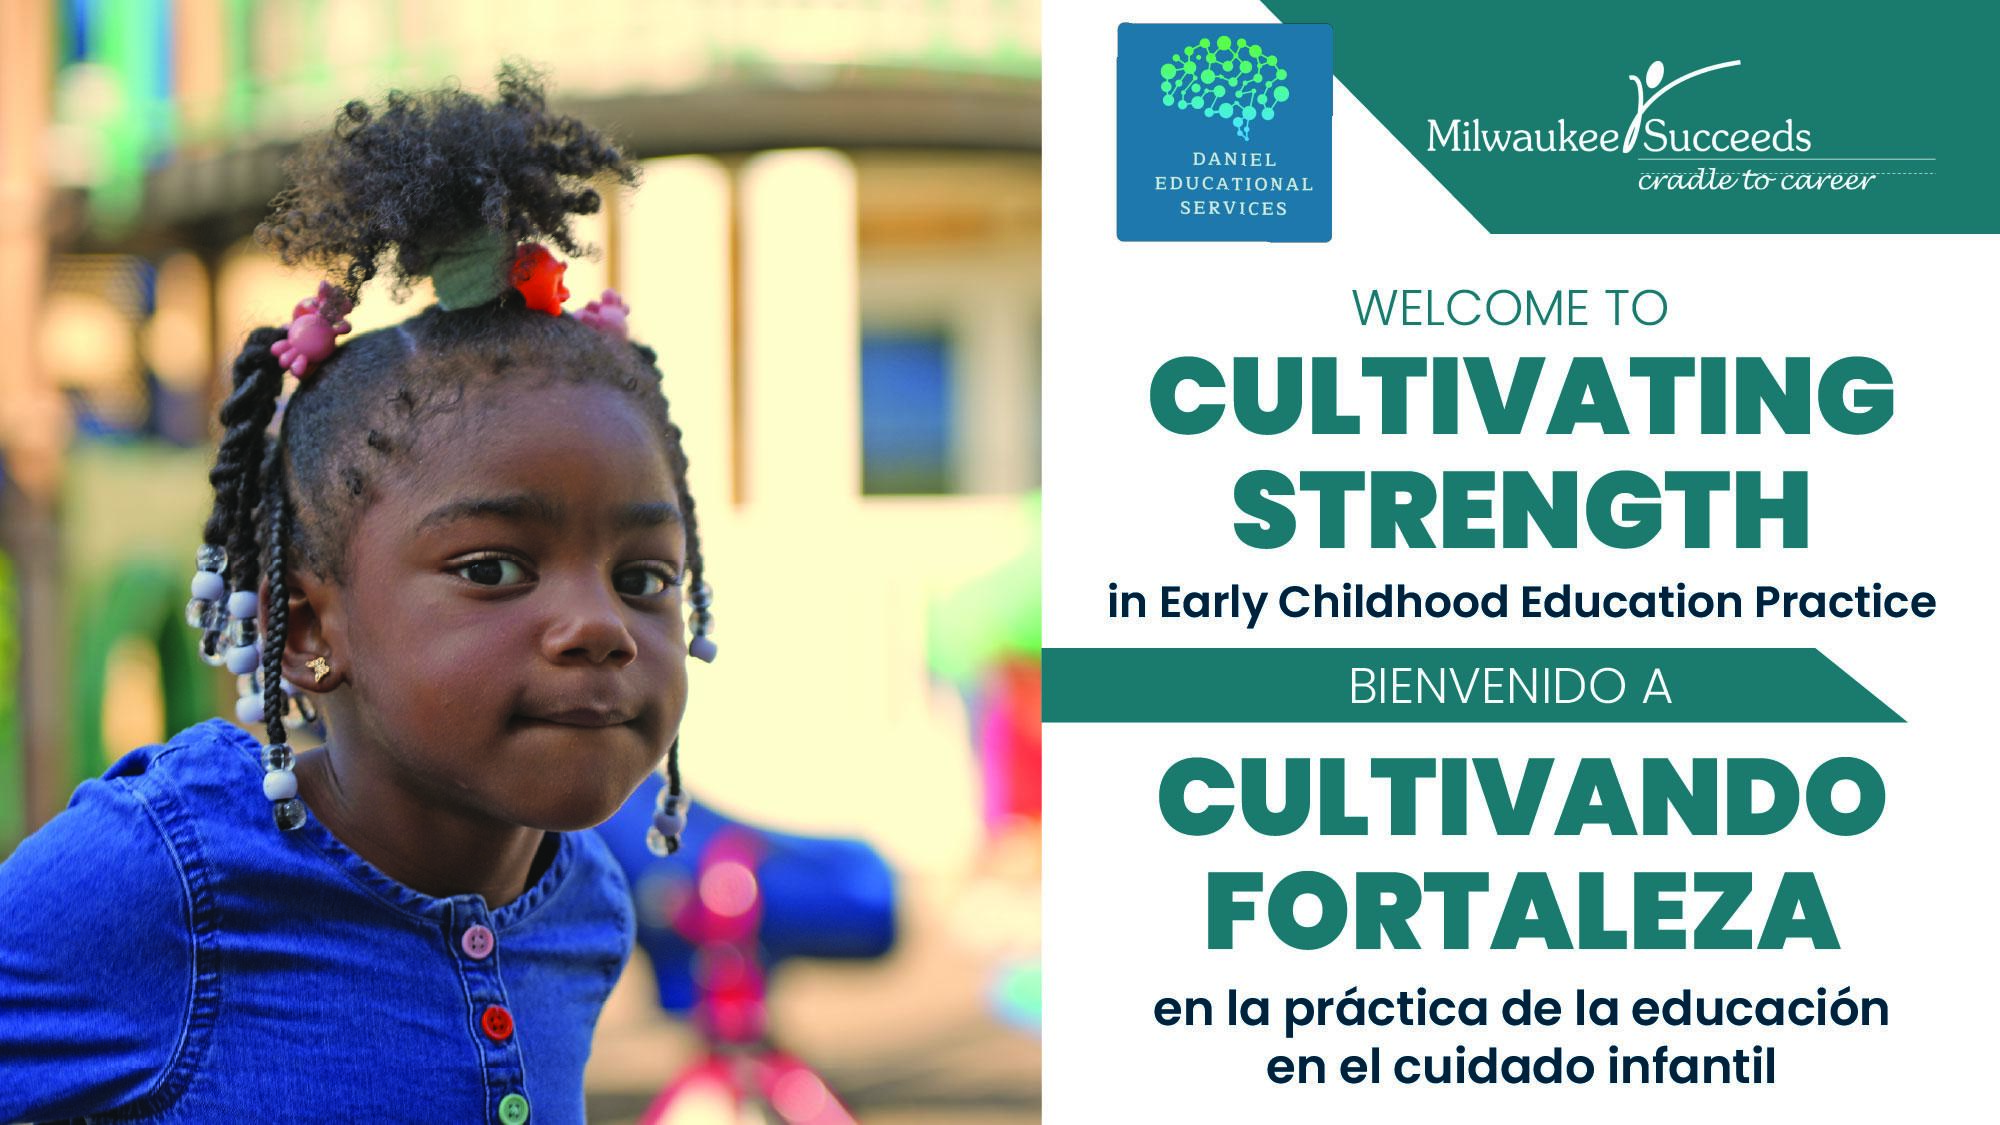 DANIEL
EDUCATIONAL
SERVICES
Milwaukee Succeeds
cradle to career
WELCOME TO
CULTIVATING
STRENGTH
in Early Childhood Education Practice
BIENVENIDO A
CULTIVANDO
FORTALEZA
en la práctica de la educación
en el cuidado infantil